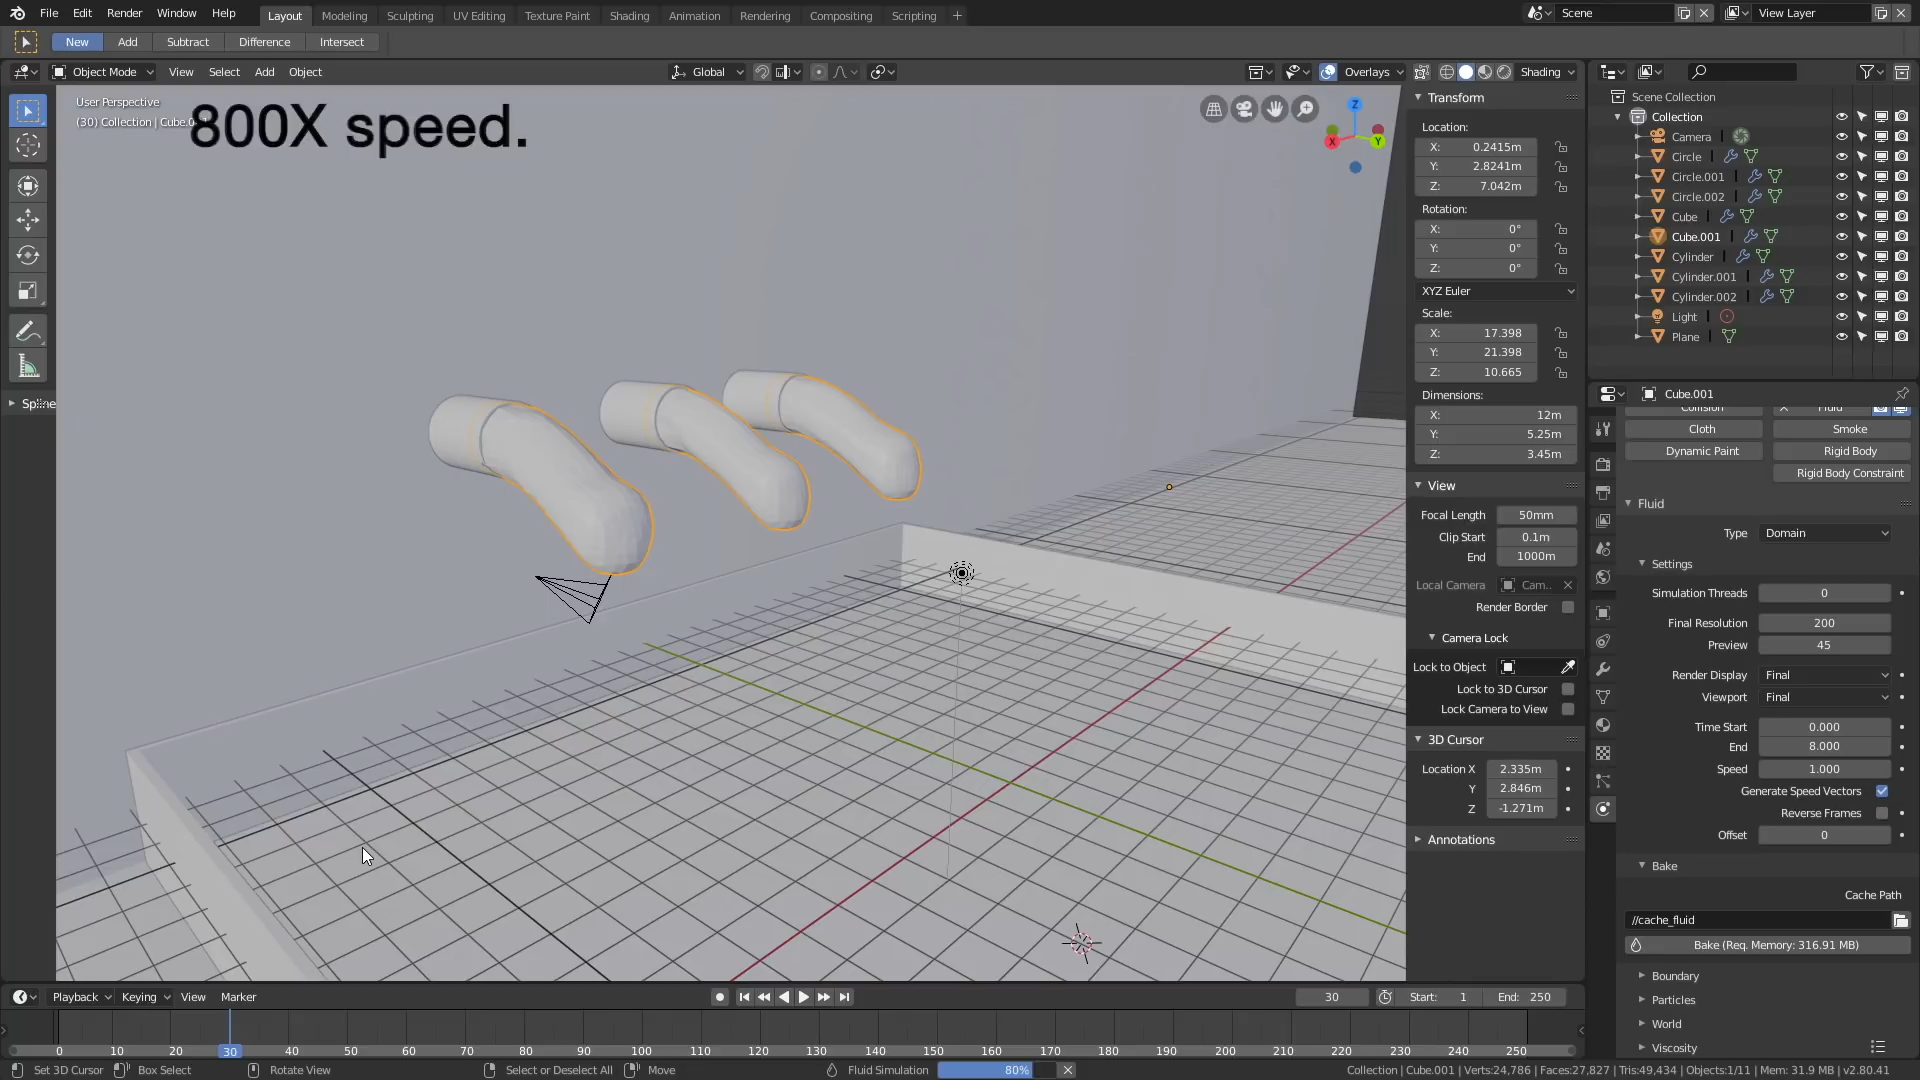 File Edit Render Window Help Layout Modeling Sculpting UV Editing Texture Paint Shading Animation Rendering Compositing Scripting + Scene View Layer
New Add Subtract Difference Intersect
Object Mode View Select Add Object Global Overlays Shading
User Perspective
(30) Collection | Cube.0
800X speed.
Z
X
Y
Transform
Location:
X: 0.2415m
Y: 2.8241m
Z: 7.042m
Rotation:
X: 0°
Y: 0°
Z: 0°
XYZ Euler
Scale:
X: 17.398
Y: 21.398
Z: 10.665
Dimensions:
X: 12m
Y: 5.25m
Z: 3.45m
View
Focal Length 50mm
Clip Start 0.1m
End 1000m
Local Camera Cam..
Render Border
Camera Lock
Lock to Object
Lock to 3D Cursor
Lock Camera to View
3D Cursor
Location X 2.335m
Y 2.846m
Z -1.271m
Annotations
Scene Collection
Collection
Camera
Circle
Circle.001
Circle.002
Cube
Cube.001
Cylinder
Cylinder.001
Cylinder.002
Light
Plane
Cube.001
Collision Fluid
Cloth Smoke
Dynamic Paint Rigid Body
Rigid Body Constraint
Fluid
Type Domain
Settings
Simulation Threads 0
Final Resolution 200
Preview 45
Render Display Final
Viewport Final
Time Start 0.000
End 8.000
Speed 1.000
Generate Speed Vectors
Reverse Frames
Offset 0
Bake
Cache Path
//cache_fluid
Bake (Req. Memory: 316.91 MB)
Boundary
Particles
World
Viscosity
Playback Keying View Marker 30 Start: 1 End: 250
0 10 20 30 40 50 60 70 80 90 100 110 120 130 140 150 160 170 180 190 200 210 220 230 240 250
Set 3D Cursor Box Select Rotate View Select or Deselect All Move Fluid Simulation 80% Collection | Cube.001 | Verts:24,786 | Faces:27,827 | Tris:49,434 | Objects:1/11 | Mem: 31.9 MB | v2.80.41